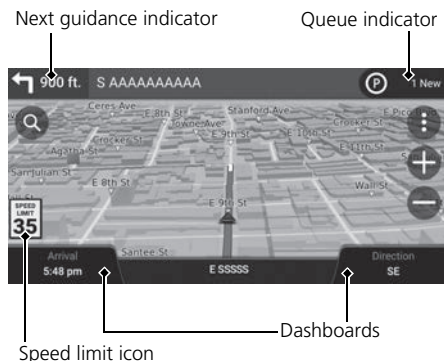 Next guidance indicator
Queue indicator
900 ft. S AAAAAAAAAA
P
1 New
Ceres Ave
E 8th St
Stanford Ave
E Pico
Towne Ave
Crocker St
Crocker St
E 9th St
E 10th St
E 11th St
Agatha St
San Julian St
E 8th St
Wall St
E 9th St
SPEED
LIMIT
35
Santee St
Arrival
5:48 pm
E SSSSS
Direction
SE
Dashboards
Speed limit icon